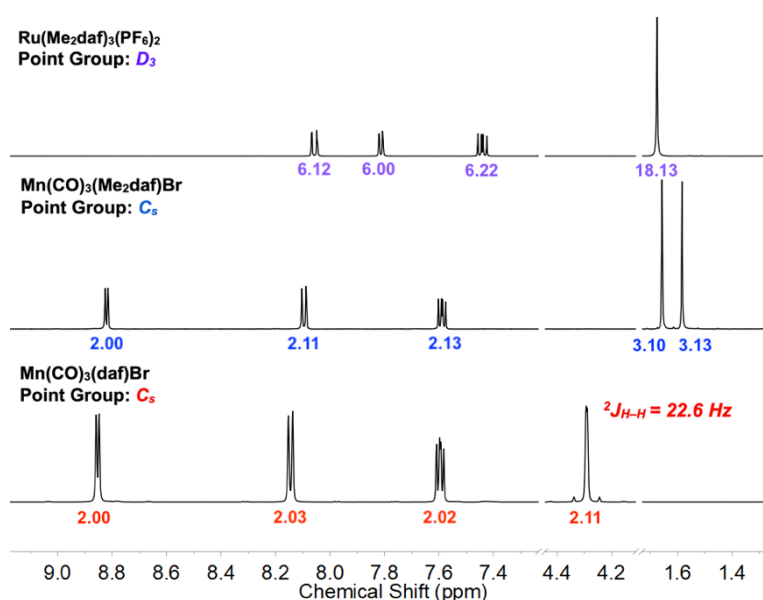 Ru(Me₂daf)₃(PF₆)₂
Point Group: D₃
6.12 6.00 6.22 18.13
Mn(CO)₃(Me₂daf)Br
Point Group: Cₛ
2.00 2.11 2.13 3.10 3.13
Mn(CO)₃(daf)Br
Point Group: Cₛ
²J_H–H = 22.6 Hz
2.00 2.03 2.02 2.11
9.0 8.8 8.6 8.4 8.2 8.0 7.8 7.6 7.4 4.4 4.2 1.6 1.4
Chemical Shift (ppm)